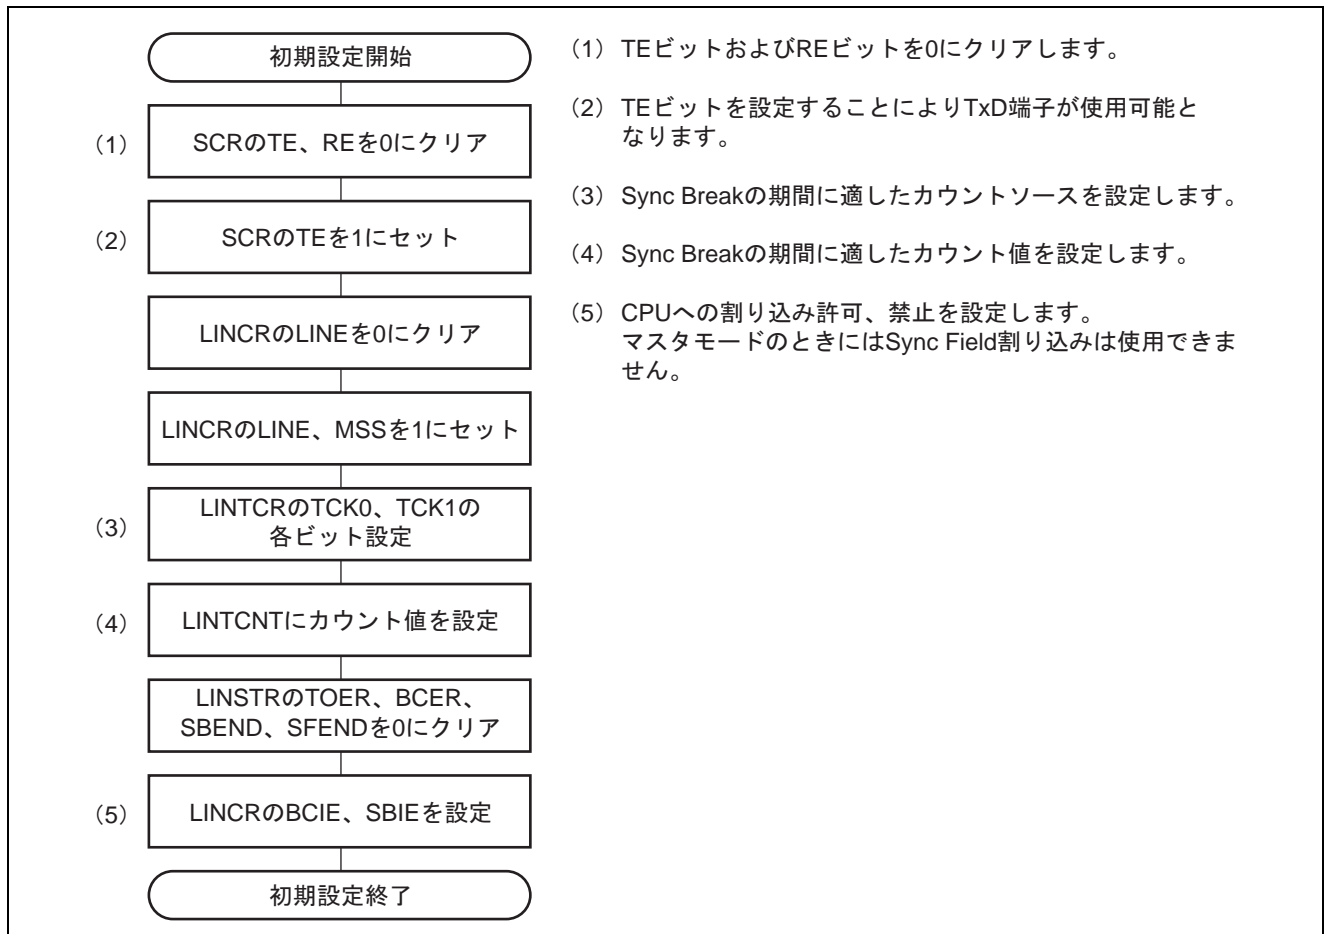 初期設定開始
(1) SCRのTE、REを0にクリア
(2) SCRのTEを1にセット
LINCRのLINEを0にクリア
LINCRのLINE、MSSを1にセット
(3) LINTCRのTCK0、TCK1の
各ビット設定
(4) LINTCNTにカウント値を設定
LINSTRのTOER、BCER、
SBEND、SFENDを0にクリア
(5) LINCRのBCIE、SBIEを設定
初期設定終了
(1) TEビットおよびREビットを0にクリアします。
(2) TEビットを設定することによりTxD端子が使用可能と
なります。
(3) Sync Breakの期間に適したカウントソースを設定します。
(4) Sync Breakの期間に適したカウント値を設定します。
(5) CPUへの割り込み許可、禁止を設定します。
マスタモードのときにはSync Field割り込みは使用できま
せん。